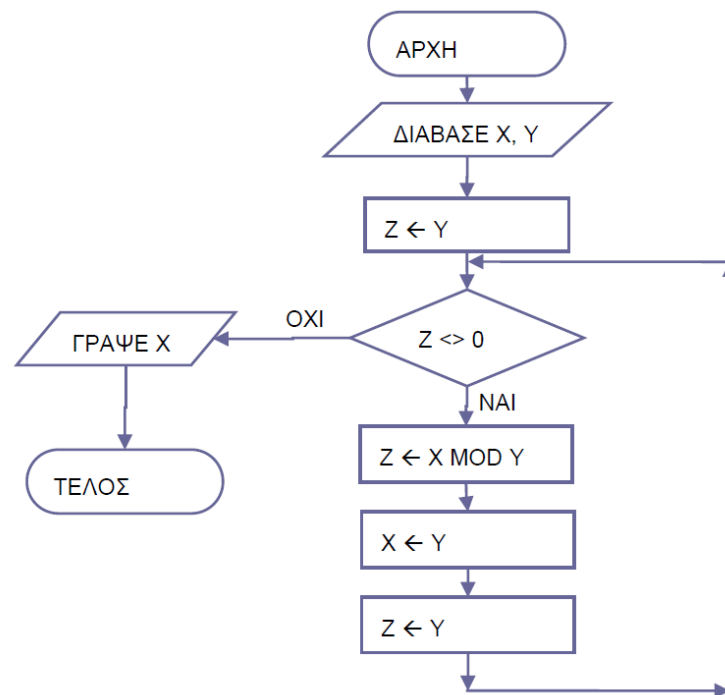 ΑΡΧΗ
ΔΙΑΒΑΣΕ Χ, Υ
Ζ ← Υ
Ζ <> 0
ΟΧΙ
ΓΡΑΨΕ Χ
ΤΕΛΟΣ
ΝΑΙ
Ζ ← Χ MOD Υ
Χ ← Υ
Ζ ← Υ